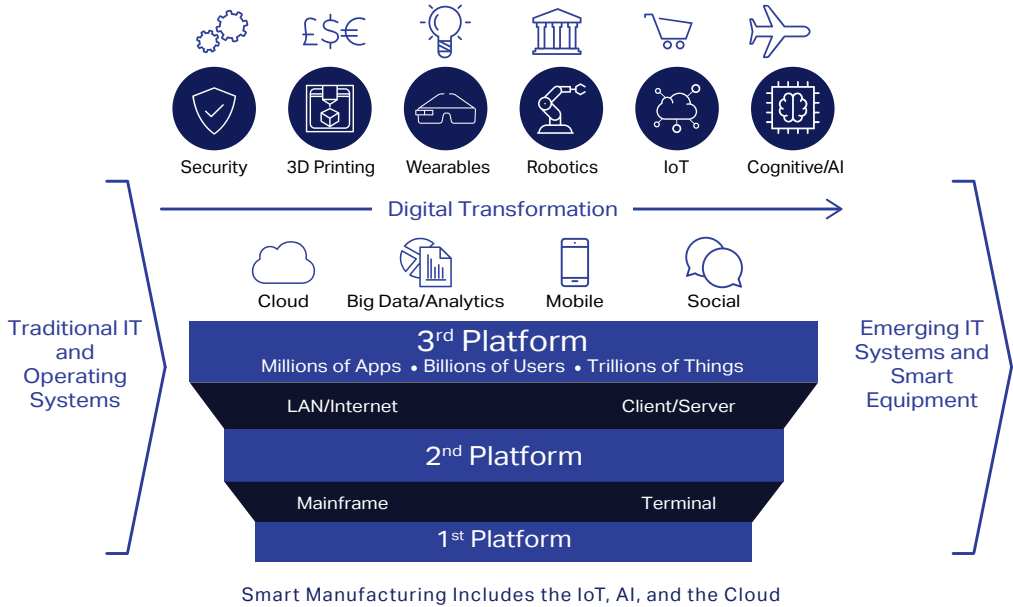 £$€
Security 3D Printing Wearables Robotics IoT Cognitive/AI
Digital Transformation
Cloud Big Data/Analytics Mobile Social
Traditional IT
and
Operating
Systems
3rd Platform
Millions of Apps • Billions of Users • Trillions of Things
LAN/Internet Client/Server
2nd Platform
Mainframe Terminal
1st Platform
Emerging IT
Systems and
Smart
Equipment
Smart Manufacturing Includes the IoT, AI, and the Cloud